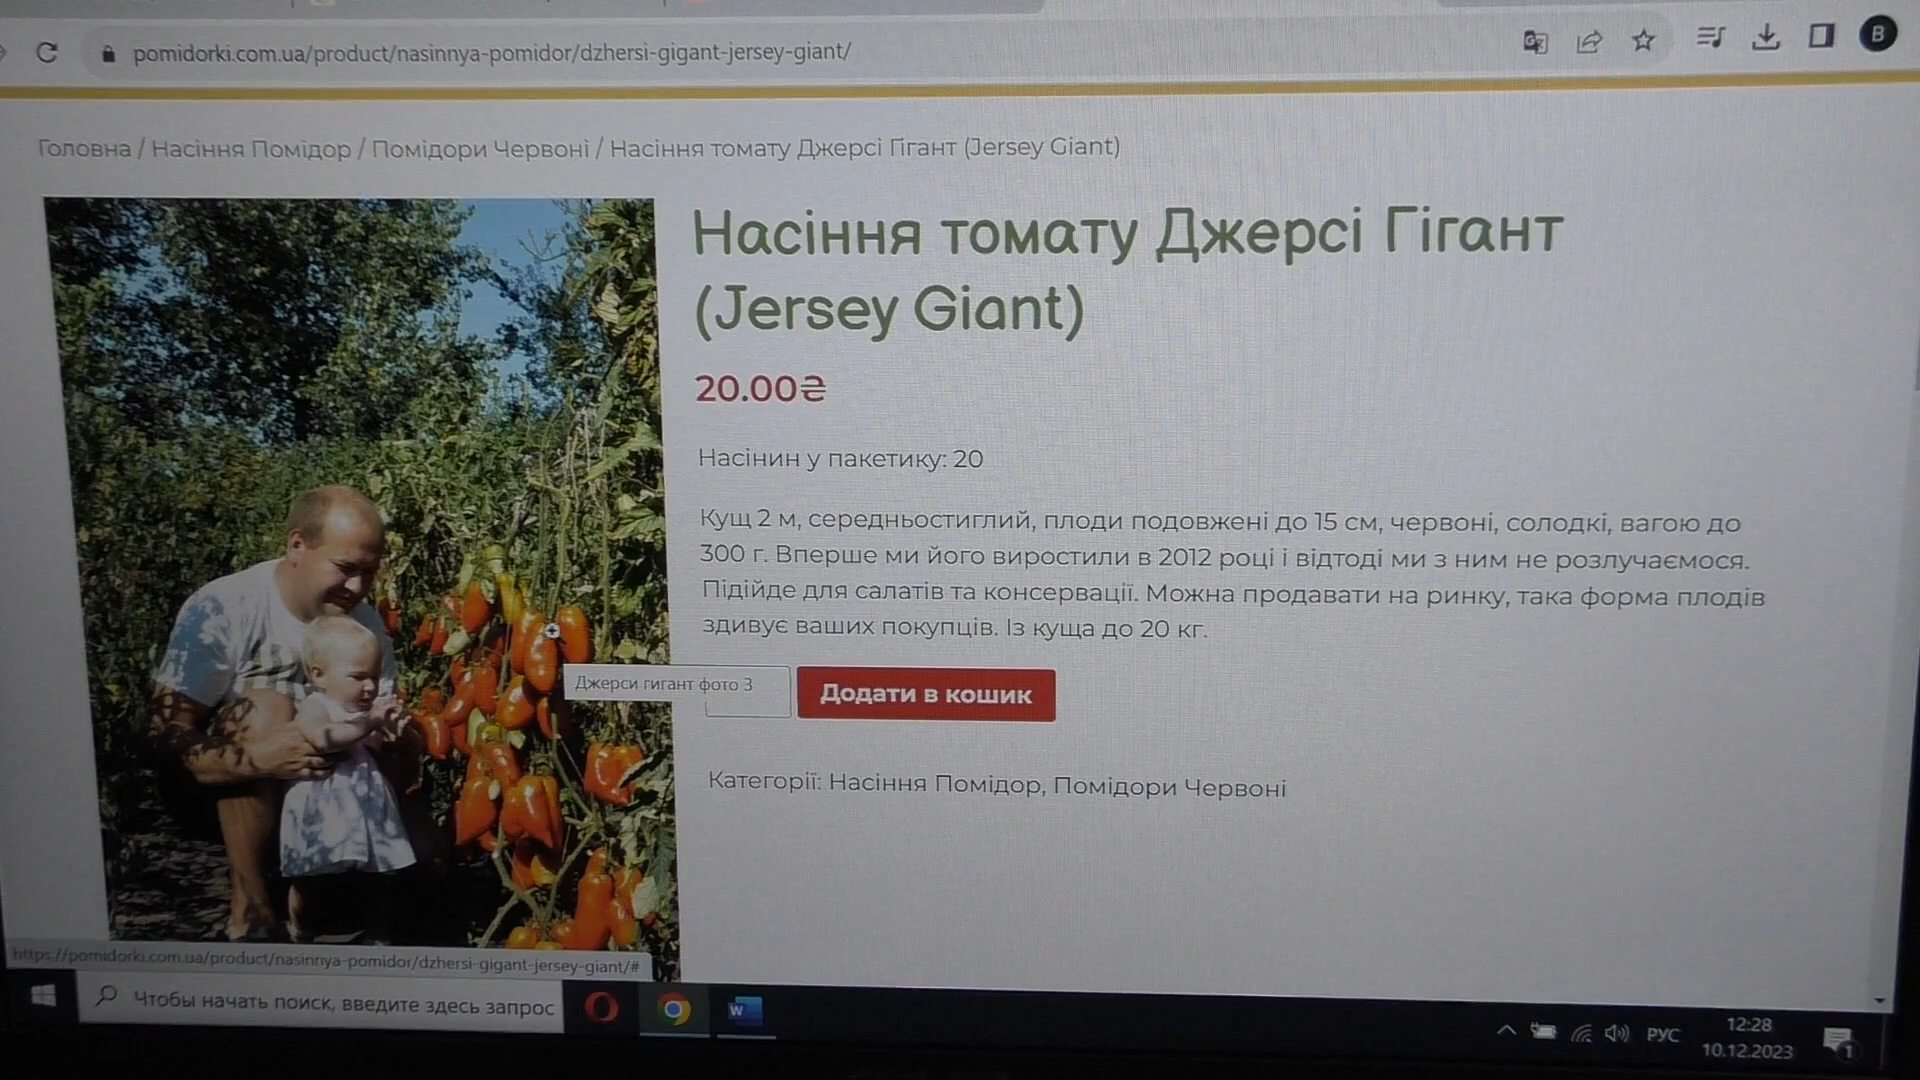 pomidorki.com.ua/product/nasinnya-pomidor/dzhersi-gigant-jersey-giant/
B
Головна / Насіння Помідор / Помідори Червоні / Насіння томату Джерсі Гігант (Jersey Giant)
Насіння томату Джерсі Гігант
(Jersey Giant)
20.00₴
Насінин у пакетику: 20
Кущ 2 м, середньостиглий, плоди подовжені до 15 см, червоні, солодкі, вагою до
300 г. Вперше ми його виростили в 2012 році і відтоді ми з ним не розлучаємося.
Підійде для салатів та консервації. Можна продавати на ринку, така форма плодів
здивує ваших покупців. Із куща до 20 кг.
Джерси гигант фото 3
Додати в кошик
Категорії: Насіння Помідор, Помідори Червоні
https://pomidorki.com.ua/product/nasinnya-pomidor/dzhersi-gigant-jersey-giant/#
Чтобы начать поиск, введите здесь запрос
W
РУС
12:28
10.12.2023
1